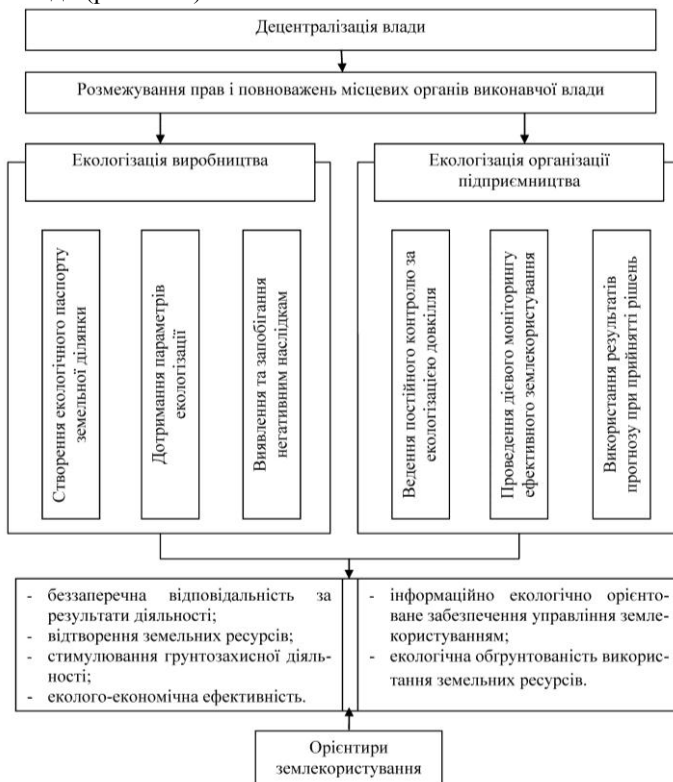 Децентралізація влади
Розмежування прав і повноважень місцевих органів виконавчої влади
Екологізація виробництва
Створення екологічного паспорту
земельної ділянки
Дотримання параметрів
екологізації
Виявлення та запобігання
негативним наслідкам
Екологізація організації
підприємництва
Ведення постійного контролю за
екологізацією довкілля
Проведення дієвого моніторингу
ефективного землекористування
Використання результатів
прогнозу при прийнятті рішень
- беззаперечна відповідальність за
результати діяльності;
- відтворення земельних ресурсів;
- стимулювання грунтозахисної діяль-
ності;
- еколого-економічна ефективність.
- інформаційно екологічно орієнто-
ване забезпечення управління земле-
користуванням;
- екологічна обґрунтованість викорис-
тання земельних ресурсів.
Орієнтири
землекористування